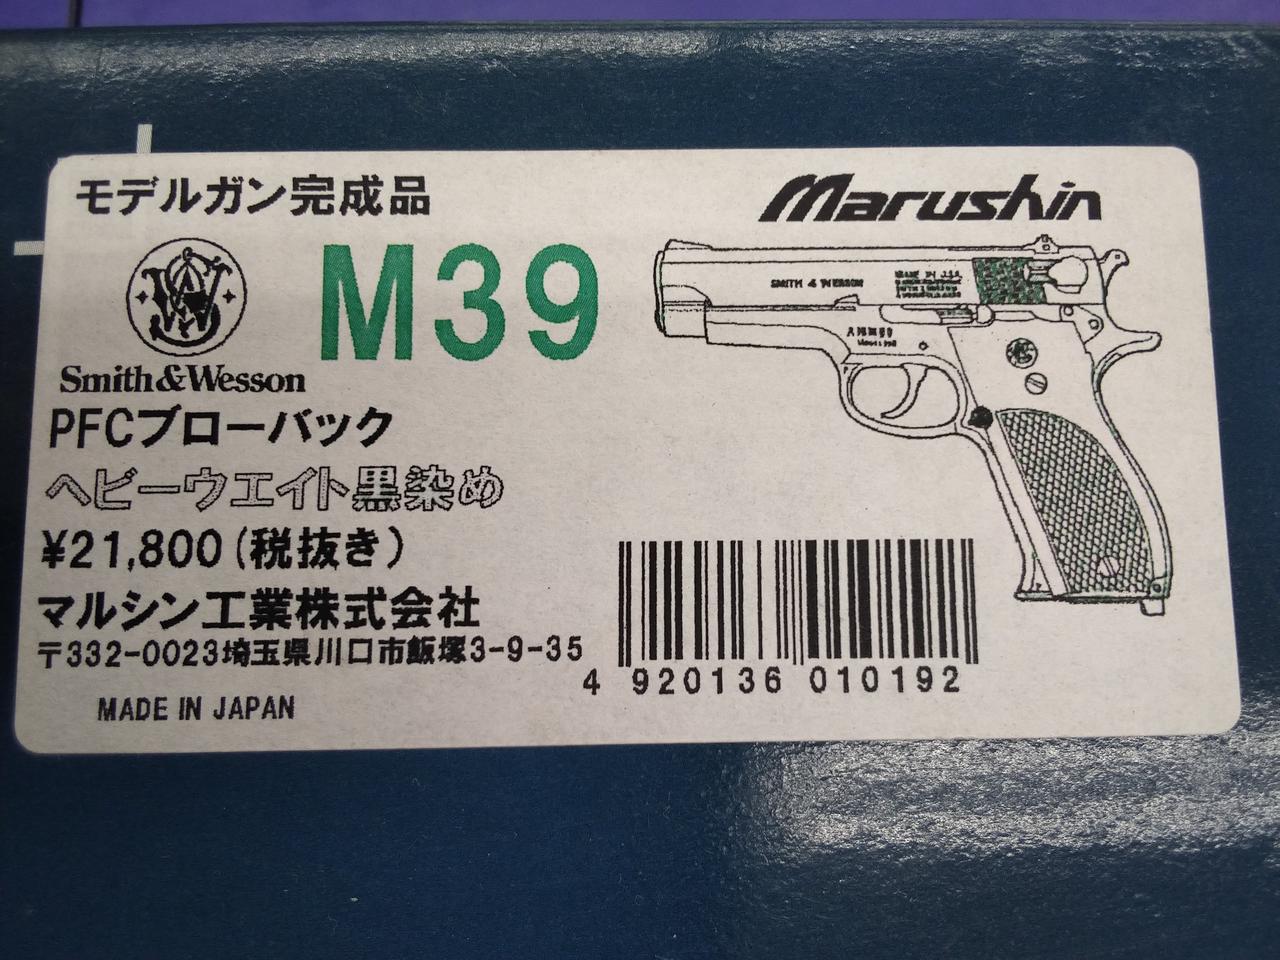 モデルガン完成品
Marushin
M39
Smith&Wesson
PFCブローバック
ヘビーウエイト黒染め
¥21,800(税抜き)
マルシン工業株式会社
〒332-0023埼玉県川口市飯塚3-9-35
MADE IN JAPAN
SMITH & WESSON
MADE IN U.S.A.
4 920136 010192